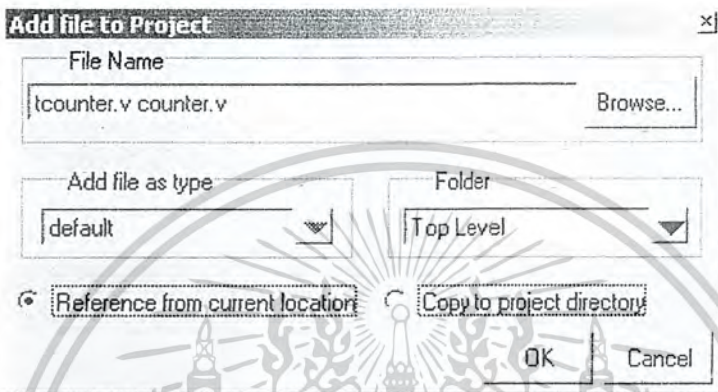 Add file to Project
File Name
tcounter.v counter.v
Browse...
Add file as type
Folder
default
Top Level
Reference from current location
Copy to project directory
OK
Cancel